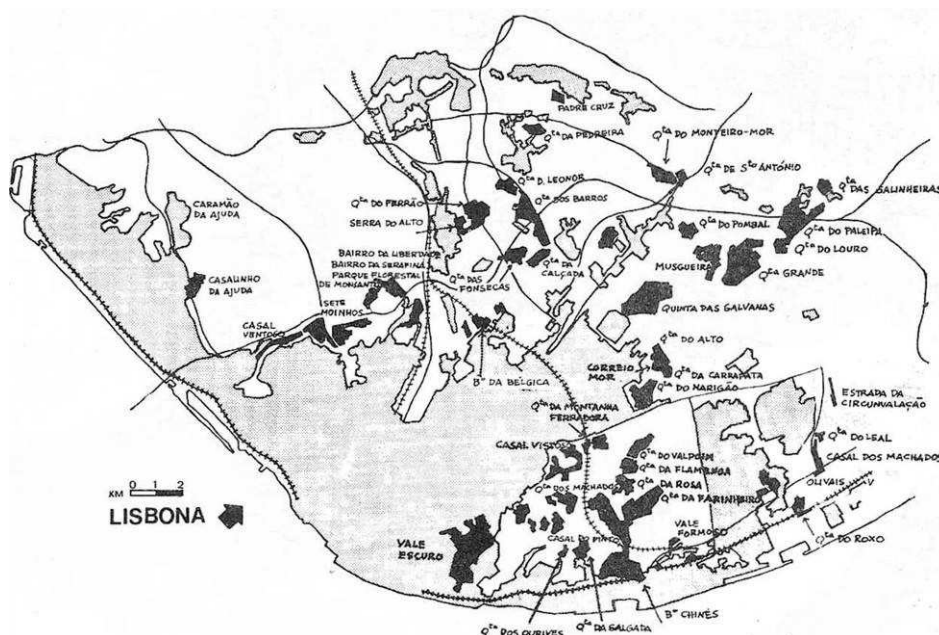 PADRE CRUZ
Qta DA PEDREIRA
Qta DO MONTEIRO-MOR
Qta D. LEONOR
Qta DE Sto ANTÓNIO
Qta DAS GALINHEIRAS
CARAMÃO
DA AJUDA
Qta DO FERRÃO
Qta DOS BARROS
SERRA DO ALTO
Qta DO POMBAL
Qta DO PALEIPA
Qta DO LOURO
BAIRRO DA LIBERDADE
BAIRRO DA SERAFINA
PARQUE FLORESTAL
DE MONSANTO
Qta DAS
FONSECAS
Qta DA
CALÇADA
MUSGUEIRA
Qta GRANDE
CASALINHO
DA AJUDA
SETE
MOINHOS
QUINTA DAS GALVANAS
CASAL
VENTOSO
Qta DO ALTO
CORREIO
MOR
Qta DA CARRAPATA
Bo DA BÉLGICA
Qta DO NARIGÃO
ESTRADA DA
CIRCUNVALAÇÃO
Qta DA MONTANHA
FERRADORA
Qta DO LEAL
CASAL VISTOSO
CASAL DOS MACHADOS
Qta DO VALPOM
Qta DA FLAMENGA
Qta DOS MACHADOS
Qta DA ROSA
Qta DA FARINHEIRA
OLIVAIS
KM 0 1 2
LISBONA
VALE
ESCURO
CASAL DO PINTO
VALE
FORMOSO
Qta DO ROXO
Bo CHINÊS
Qta DOS OURIVES
Qta DA SALGADA